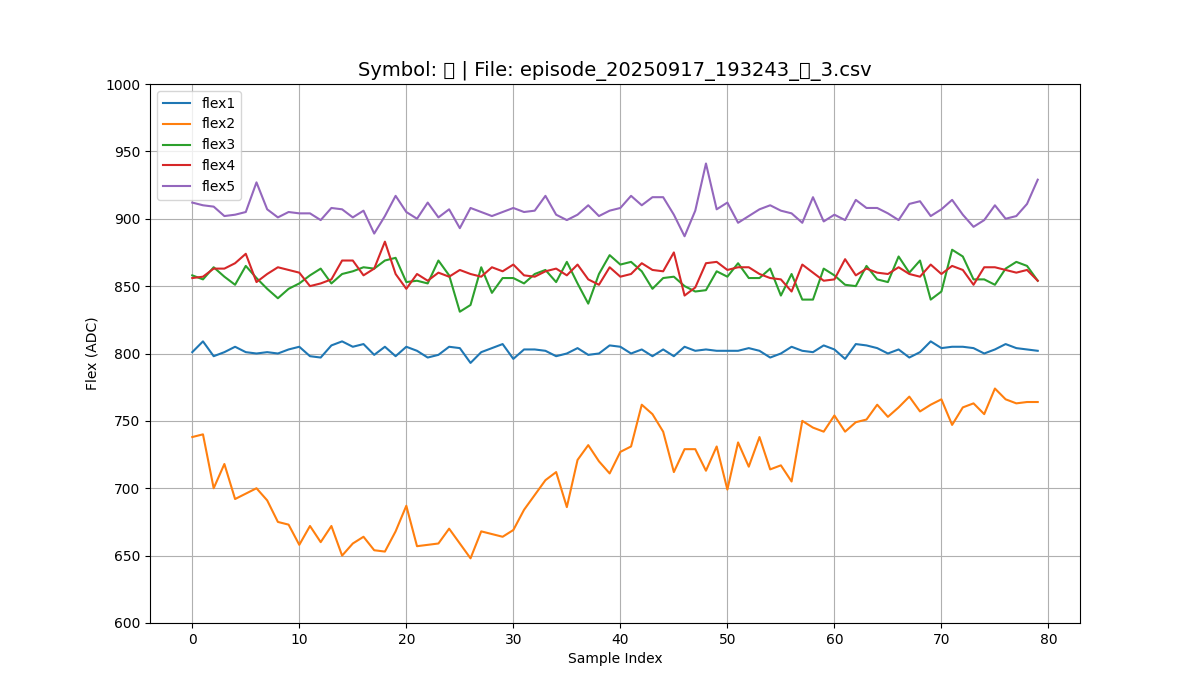 Symbol: | File: episode_20250917_193243_ _3.csv
1000
950
900
850
800
750
700
650
600
Flex (ADC)
flex1
flex2
flex3
flex4
flex5
0 10 20 30 40 50 60 70 80
Sample Index